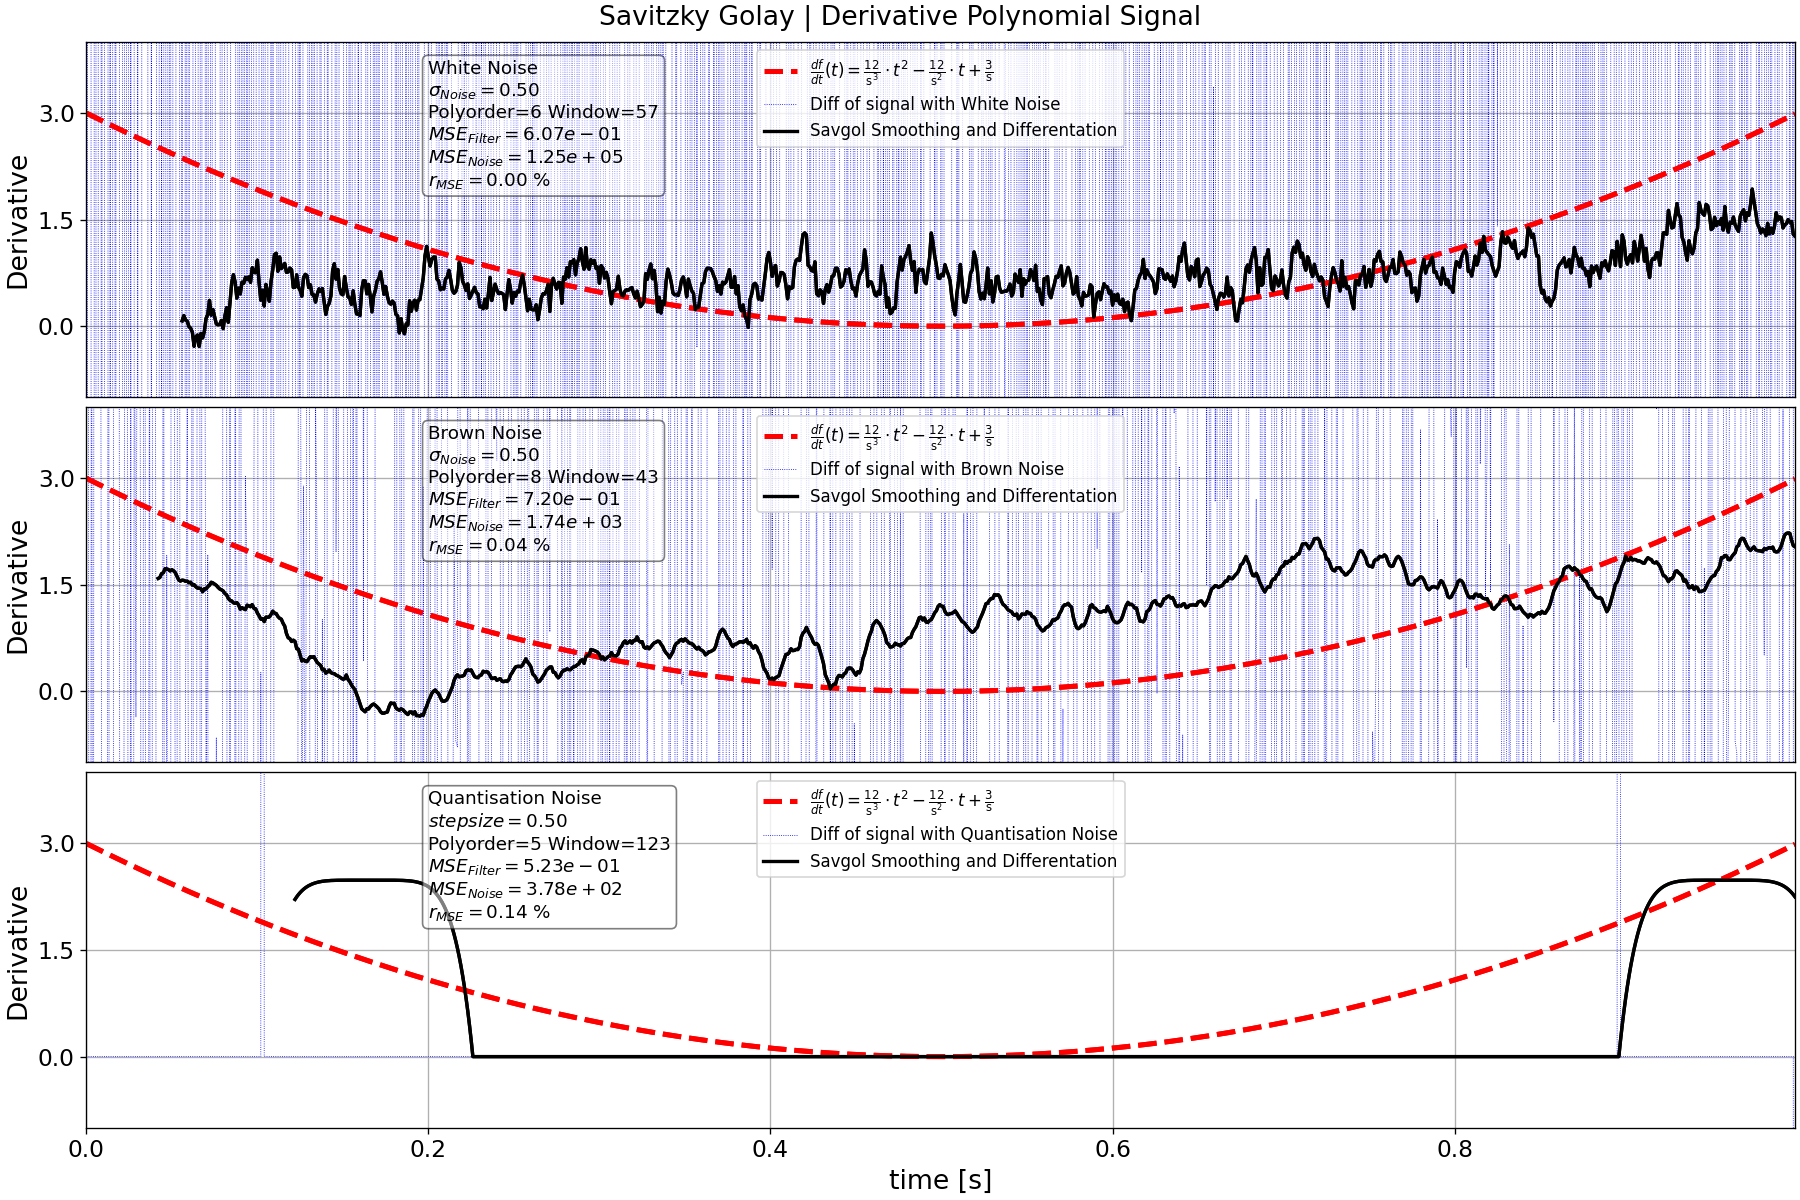 Savitzky Golay | Derivative Polynomial Signal
Derivative
3.0
1.5
0.0
White Noise
σ_Noise = 0.50
Polyorder=6 Window=57
MSE_Filter = 6.07e − 01
MSE_Noise = 1.25e + 05
r_MSE = 0.00 %
df/dt(t) = 12/s³ · t² − 12/s² · t + 3/s
Diff of signal with White Noise
Savgol Smoothing and Differentation
Derivative
3.0
1.5
0.0
Brown Noise
σ_Noise = 0.50
Polyorder=8 Window=43
MSE_Filter = 7.20e − 01
MSE_Noise = 1.74e + 03
r_MSE = 0.04 %
df/dt(t) = 12/s³ · t² − 12/s² · t + 3/s
Diff of signal with Brown Noise
Savgol Smoothing and Differentation
Derivative
3.0
1.5
0.0
Quantisation Noise
stepsize = 0.50
Polyorder=5 Window=123
MSE_Filter = 5.23e − 01
MSE_Noise = 3.78e + 02
r_MSE = 0.14 %
df/dt(t) = 12/s³ · t² − 12/s² · t + 3/s
Diff of signal with Quantisation Noise
Savgol Smoothing and Differentation
0.0 0.2 0.4 0.6 0.8
time [s]